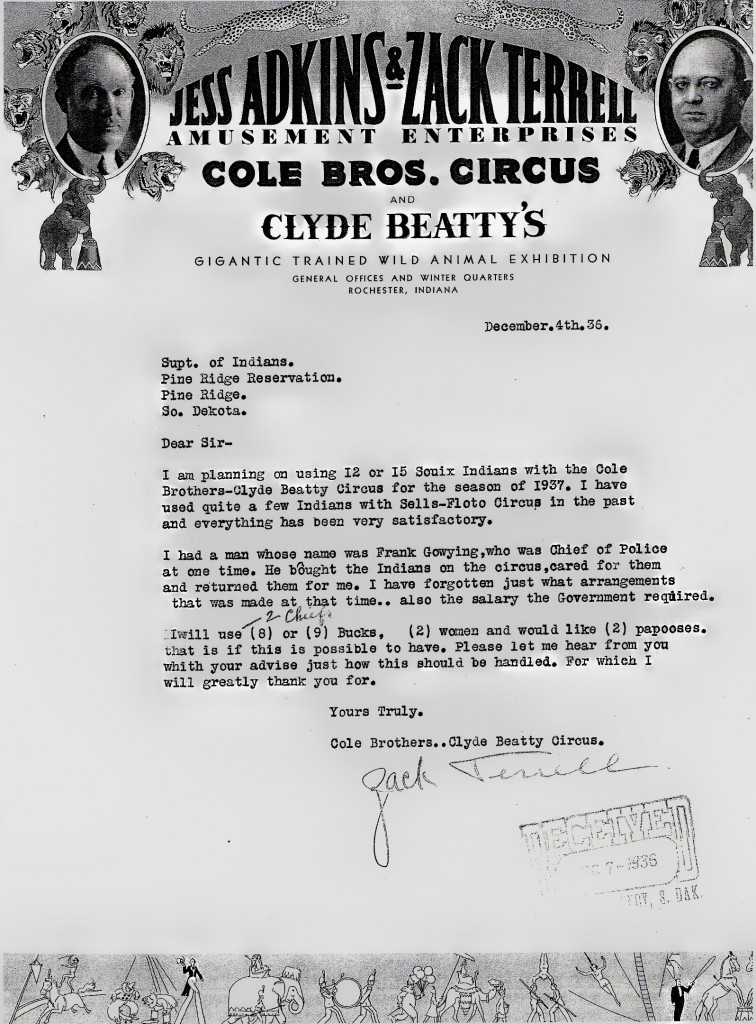 JESS ADKINS & ZACK TERRELL
AMUSEMENT ENTERPRISES
COLE BROS. CIRCUS
AND
CLYDE BEATTY'S
GIGANTIC TRAINED WILD ANIMAL EXHIBITION
GENERAL OFFICES AND WINTER QUARTERS
ROCHESTER, INDIANA
December.4th.36.
Supt. of Indians.
Pine Ridge Reservation.
Pine Ridge.
So. Dekota.
Dear Sir-
I am planning on using I2 or I5 Souix Indians with the Cole
Brothers-Clyde Beatty Circus for the season of I937. I have
used quite a few Indians with Sells-Floto Circus in the past
and everything has been very satisfactory.
I had a man whose name was Frank Gowying,who was Chief of Police
at one time. He bought the Indians on the circus,cared for them
and returned them for me. I have forgotten just what arrangements
that was made at that time.. also the salary the Government required.
- 2 Chiefs
Iwill use (8) or (9) Bucks, (2) women and would like (2) papooses.
that is if this is possible to have. Please let me hear from you
whith your advise just how this should be handled. For which I
will greatly thank you for.
Yours Truly.
Cole Brothers..Clyde Beatty Circus.
Zack Terrell
RECEIVED
7-1936
S. DAK.